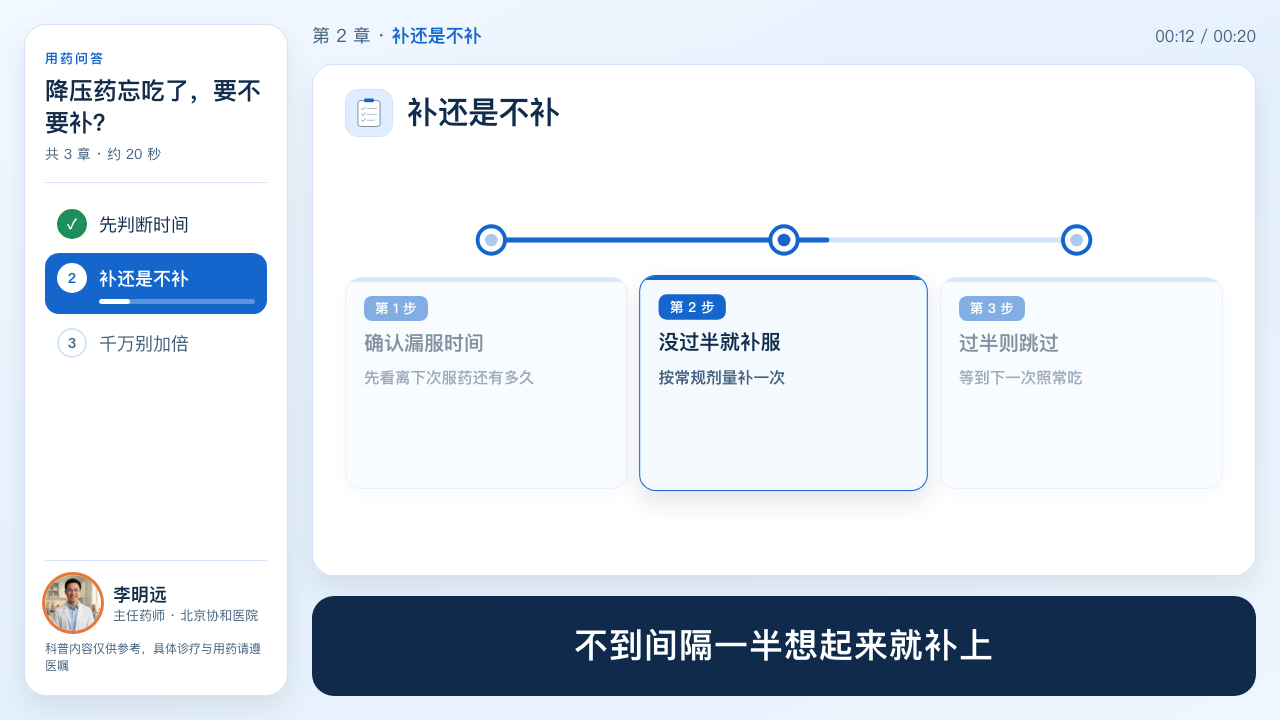 用药问答
降压药忘吃了，要不
要补？
共 3 章 · 约 20 秒
✓ 先判断时间
2 补还是不补
3 千万别加倍
李明远
主任药师 · 北京协和医院
科普内容仅供参考，具体诊疗与用药请遵
医嘱
第 2 章 · 补还是不补
00:12 / 00:20
补还是不补
第 1 步
确认漏服时间
先看离下次服药还有多久
第 2 步
没过半就补服
按常规剂量补一次
第 3 步
过半则跳过
等到下一次照常吃
不到间隔一半想起来就补上